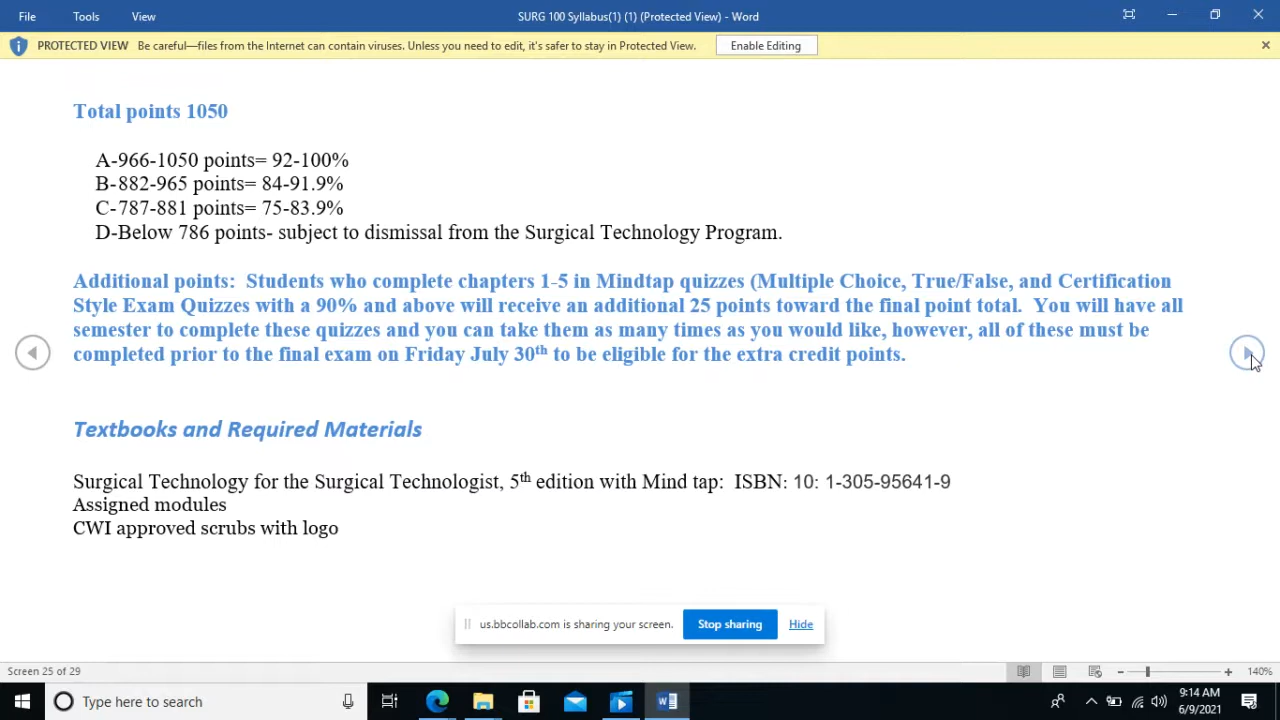 File Tools View SURG 100 Syllabus(1) (1) (Protected View) - Word
PROTECTED VIEW Be careful—files from the Internet can contain viruses. Unless you need to edit, it's safer to stay in Protected View. Enable Editing
Total points 1050
A-966-1050 points= 92-100%
B-882-965 points= 84-91.9%
C-787-881 points= 75-83.9%
D-Below 786 points- subject to dismissal from the Surgical Technology Program.
Additional points: Students who complete chapters 1-5 in Mindtap quizzes (Multiple Choice, True/False, and Certification
Style Exam Quizzes with a 90% and above will receive an additional 25 points toward the final point total. You will have all
semester to complete these quizzes and you can take them as many times as you would like, however, all of these must be
completed prior to the final exam on Friday July 30th to be eligible for the extra credit points.
Textbooks and Required Materials
Surgical Technology for the Surgical Technologist, 5th edition with Mind tap: ISBN: 10: 1-305-95641-9
Assigned modules
CWI approved scrubs with logo
us.bbcollab.com is sharing your screen. Stop sharing Hide
Screen 25 of 29 140%
Type here to search 9:14 AM
6/9/2021